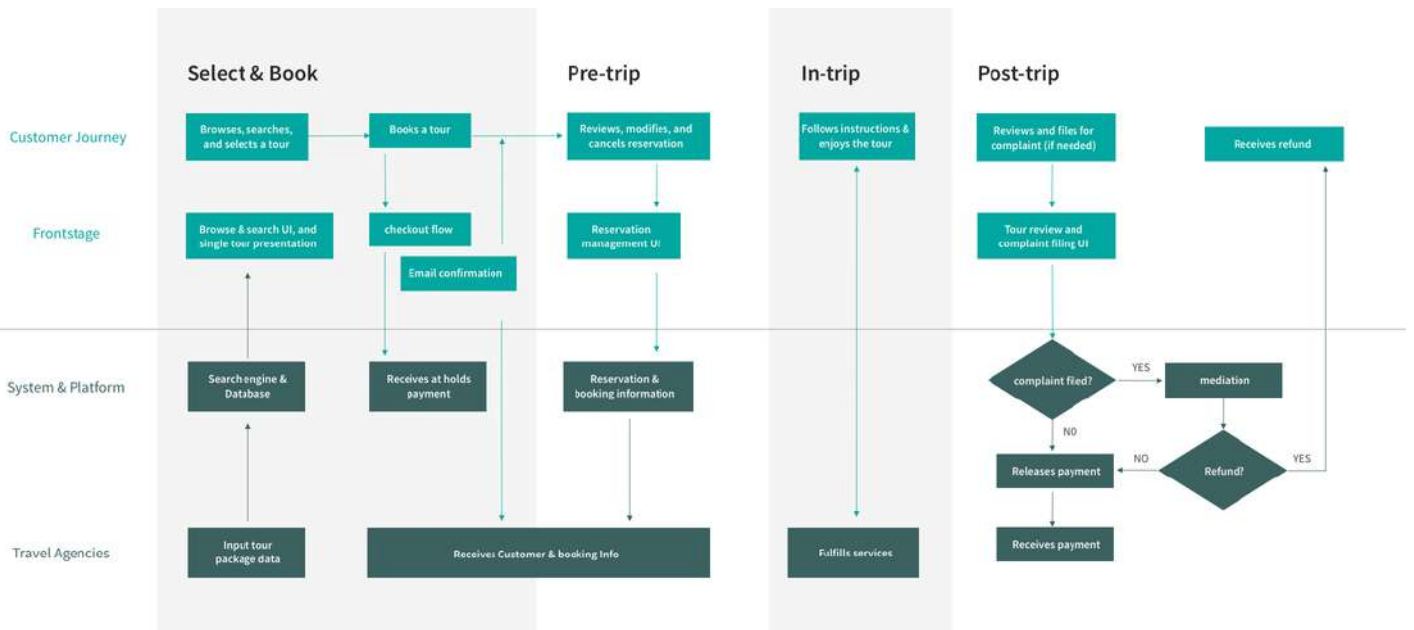 Select & Book
Pre-trip
In-trip
Post-trip
Customer Journey
Browses, searches,
and selects a tour
Books a tour
Reviews, modifies, and
cancels reservation
Follows instructions &
enjoys the tour
Reviews and files for
complaint (if needed)
Receives refund
Frontstage
Browse & search UI, and
single tour presentation
checkout flow
Email confirmation
Reservation
management UI
Tour review and
complaint filing UI
System & Platform
Search engine &
Database
Receives at holds
payment
Reservation &
booking information
complaint filed?
YES
mediation
NO
Releases payment
NO
Refund?
YES
Travel Agencies
Input tour
package data
Receives Customer & booking Info
Fulfills services
Receives payment